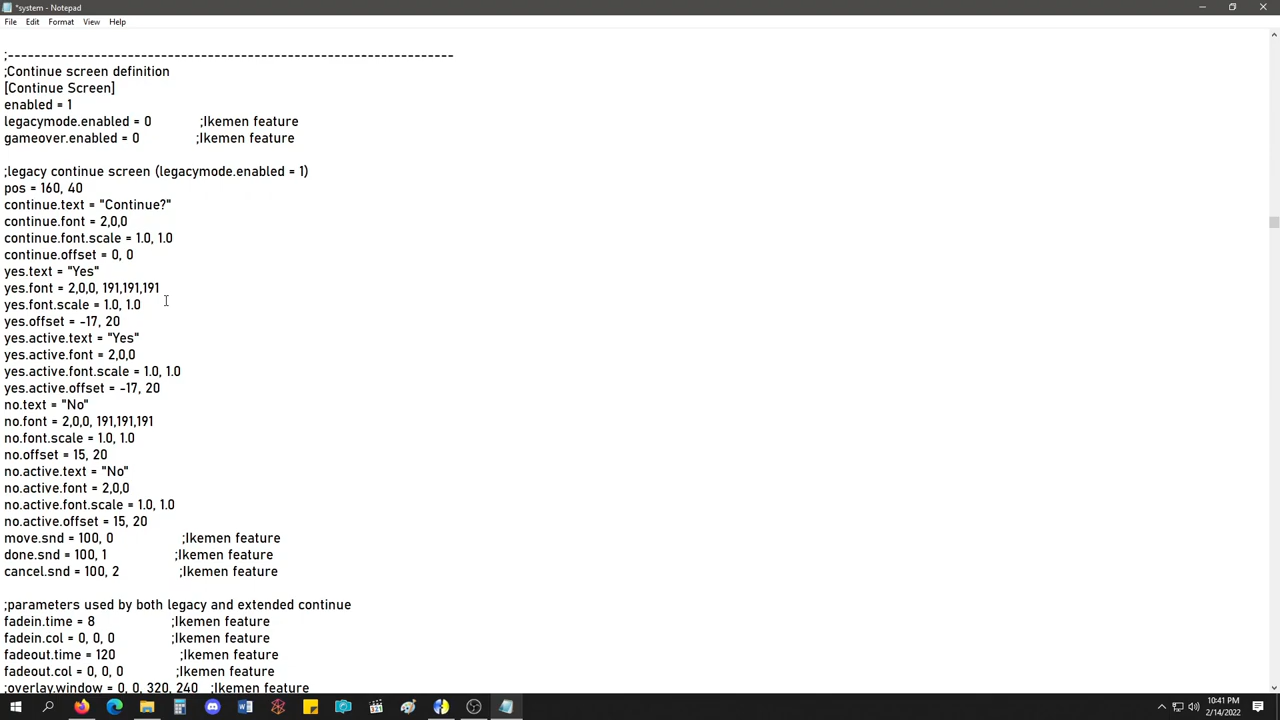 *system - Notepad
File Edit Format View Help
;-------------------------------------------------------------------
;Continue screen definition
[Continue Screen]
enabled = 1
legacymode.enabled = 0 ;Ikemen feature
gameover.enabled = 0 ;Ikemen feature
;legacy continue screen (legacymode.enabled = 1)
pos = 160, 40
continue.text = "Continue?"
continue.font = 2,0,0
continue.font.scale = 1.0, 1.0
continue.offset = 0, 0
yes.text = "Yes"
yes.font = 2,0,0, 191,191,191
yes.font.scale = 1.0, 1.0
yes.offset = -17, 20
yes.active.text = "Yes"
yes.active.font = 2,0,0
yes.active.font.scale = 1.0, 1.0
yes.active.offset = -17, 20
no.text = "No"
no.font = 2,0,0, 191,191,191
no.font.scale = 1.0, 1.0
no.offset = 15, 20
no.active.text = "No"
no.active.font = 2,0,0
no.active.font.scale = 1.0, 1.0
no.active.offset = 15, 20
move.snd = 100, 0 ;Ikemen feature
done.snd = 100, 1 ;Ikemen feature
cancel.snd = 100, 2 ;Ikemen feature
;parameters used by both legacy and extended continue
fadein.time = 8 ;Ikemen feature
fadein.col = 0, 0, 0 ;Ikemen feature
fadeout.time = 120 ;Ikemen feature
fadeout.col = 0, 0, 0 ;Ikemen feature
;overlay.window = 0, 0, 320, 240 ;Ikemen feature
10:41 PM
2/14/2022